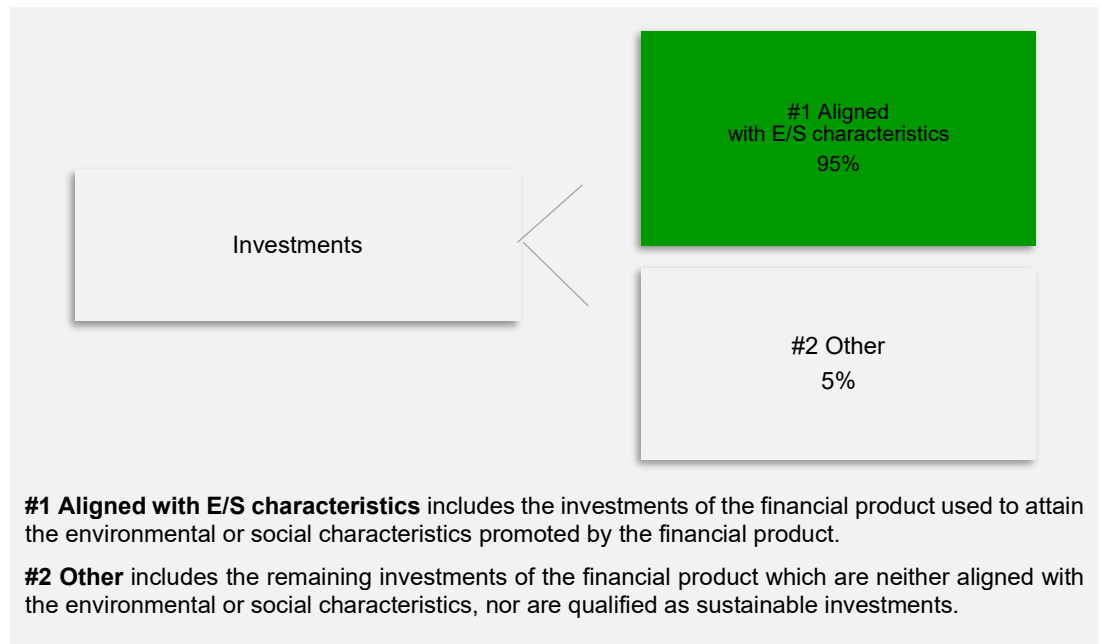 #1 Aligned
with E/S characteristics
95%
Investments
#2 Other
5%
#1 Aligned with E/S characteristics includes the investments of the financial product used to attain
the environmental or social characteristics promoted by the financial product.
#2 Other includes the remaining investments of the financial product which are neither aligned with
the environmental or social characteristics, nor are qualified as sustainable investments.